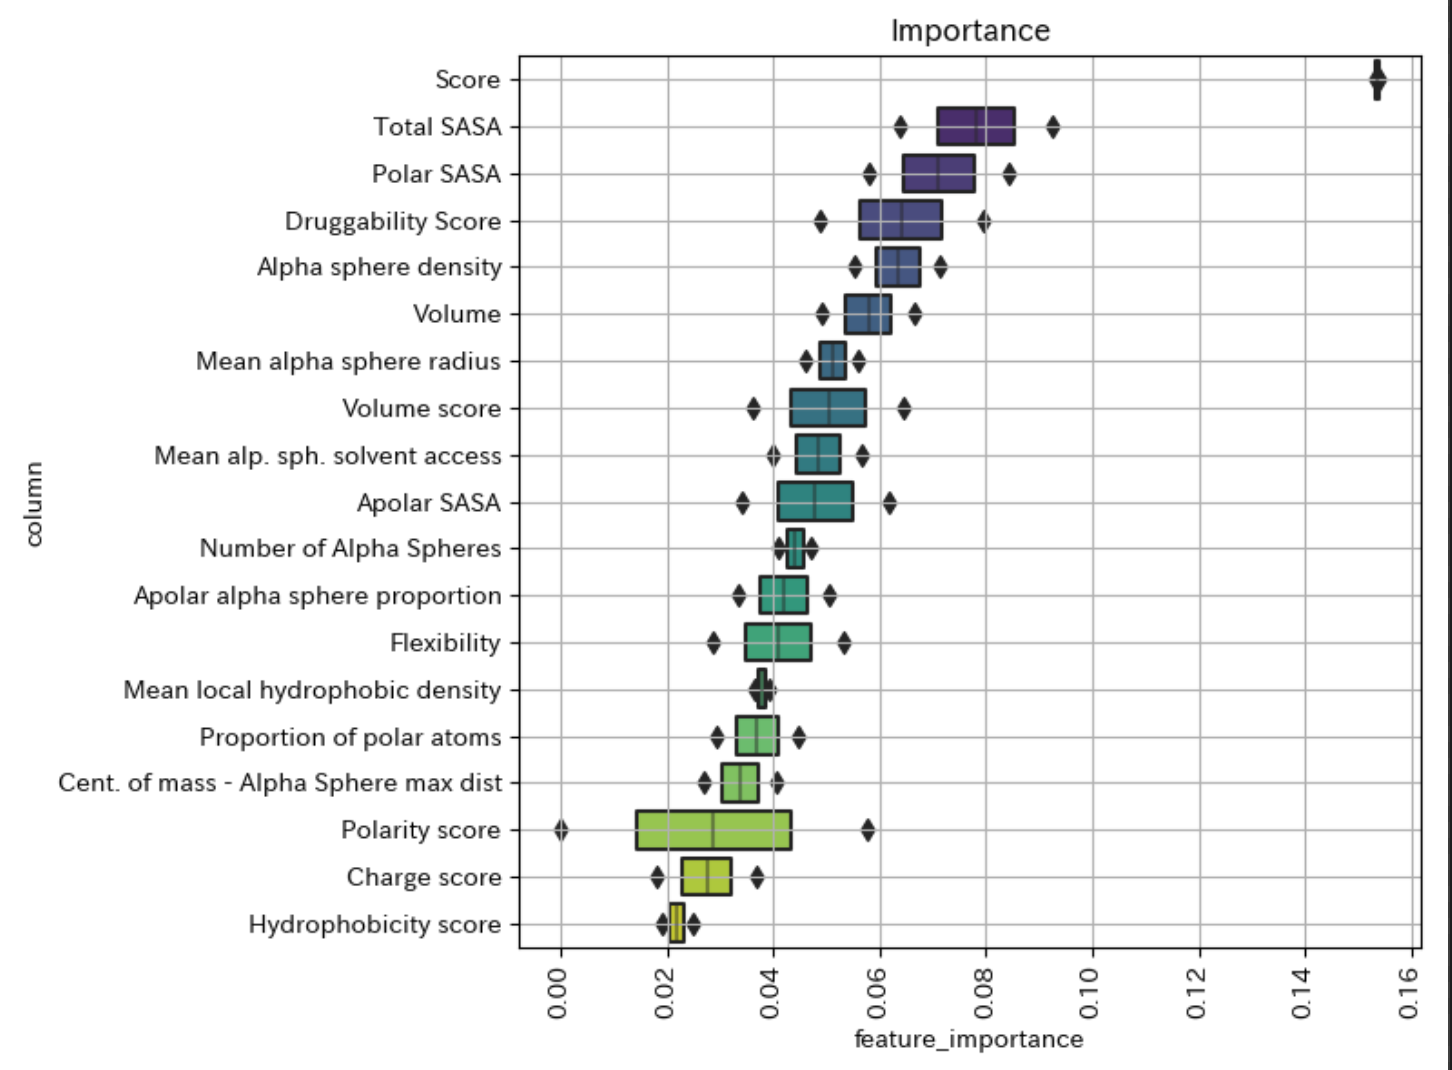 Importance
Score
Total SASA
Polar SASA
Druggability Score
Alpha sphere density
Volume
Mean alpha sphere radius
Volume score
Mean alp. sph. solvent access
Apolar SASA
Number of Alpha Spheres
Apolar alpha sphere proportion
Flexibility
Mean local hydrophobic density
Proportion of polar atoms
Cent. of mass - Alpha Sphere max dist
Polarity score
Charge score
Hydrophobicity score
column
0.00
0.02
0.04
0.06
0.08
0.10
0.12
0.14
0.16
feature_importance